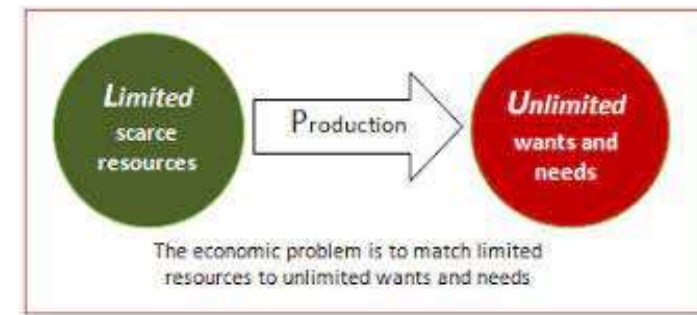 Limited
scarce
resources
Production
Unlimited
wants and
needs
The economic problem is to match limited
resources to unlimited wants and needs